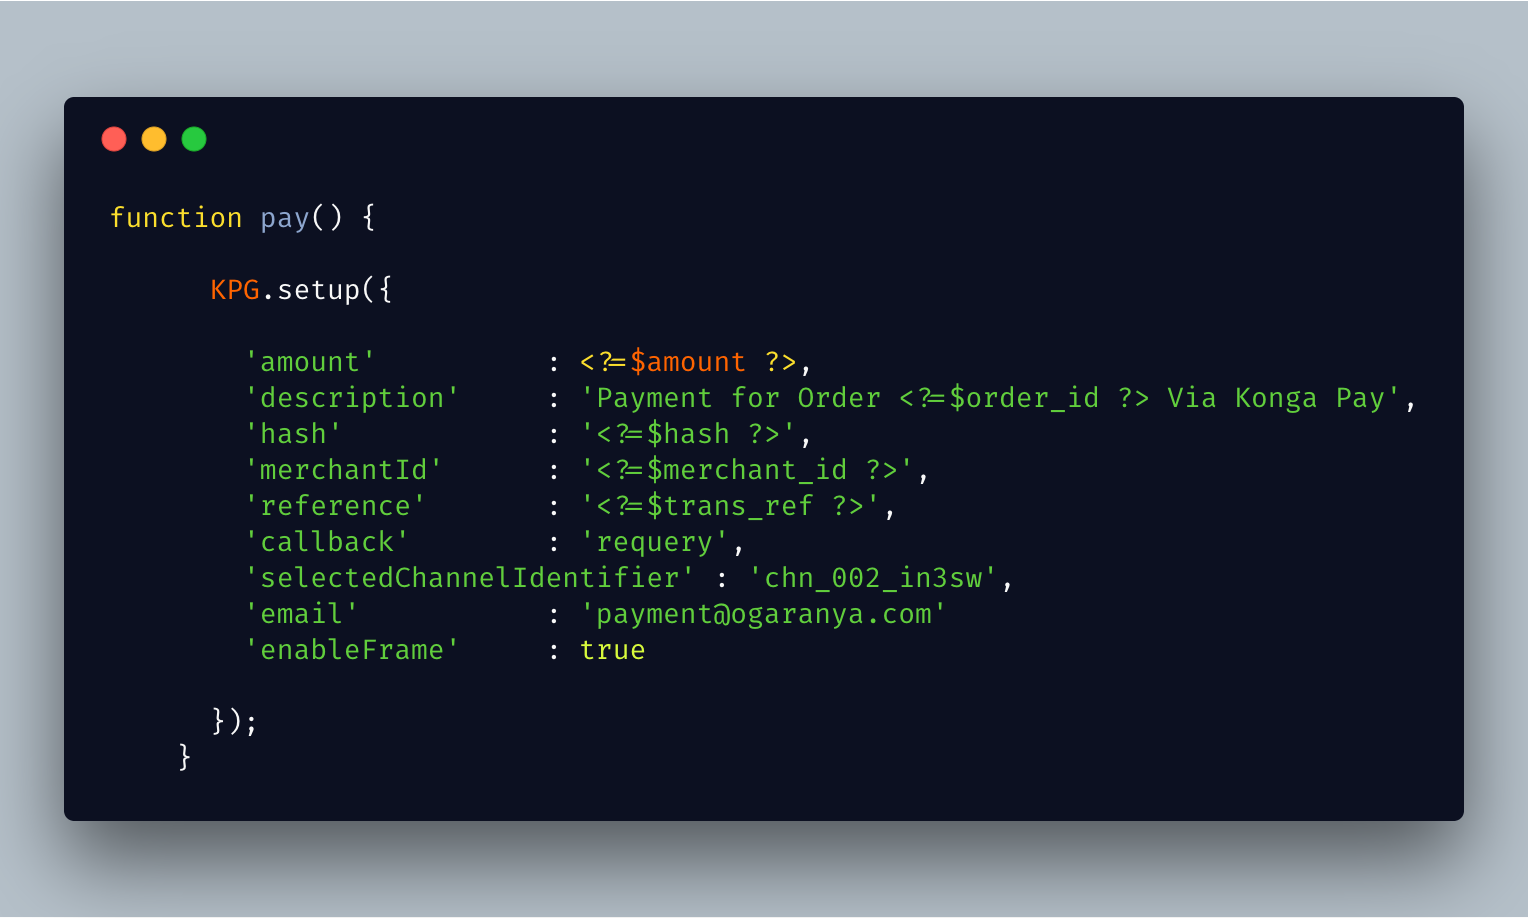 function pay() {
KPG.setup({
'amount' : <?=$amount ?>,
'description' : 'Payment for Order <?=$order_id ?> Via Konga Pay',
'hash' : '<?=$hash ?>',
'merchantId' : '<?=$merchant_id ?>',
'reference' : '<?=$trans_ref ?>',
'callback' : 'requery',
'selectedChannelIdentifier' : 'chn_002_in3sw',
'email' : 'payment@ogaranya.com'
'enableFrame' : true
});
}